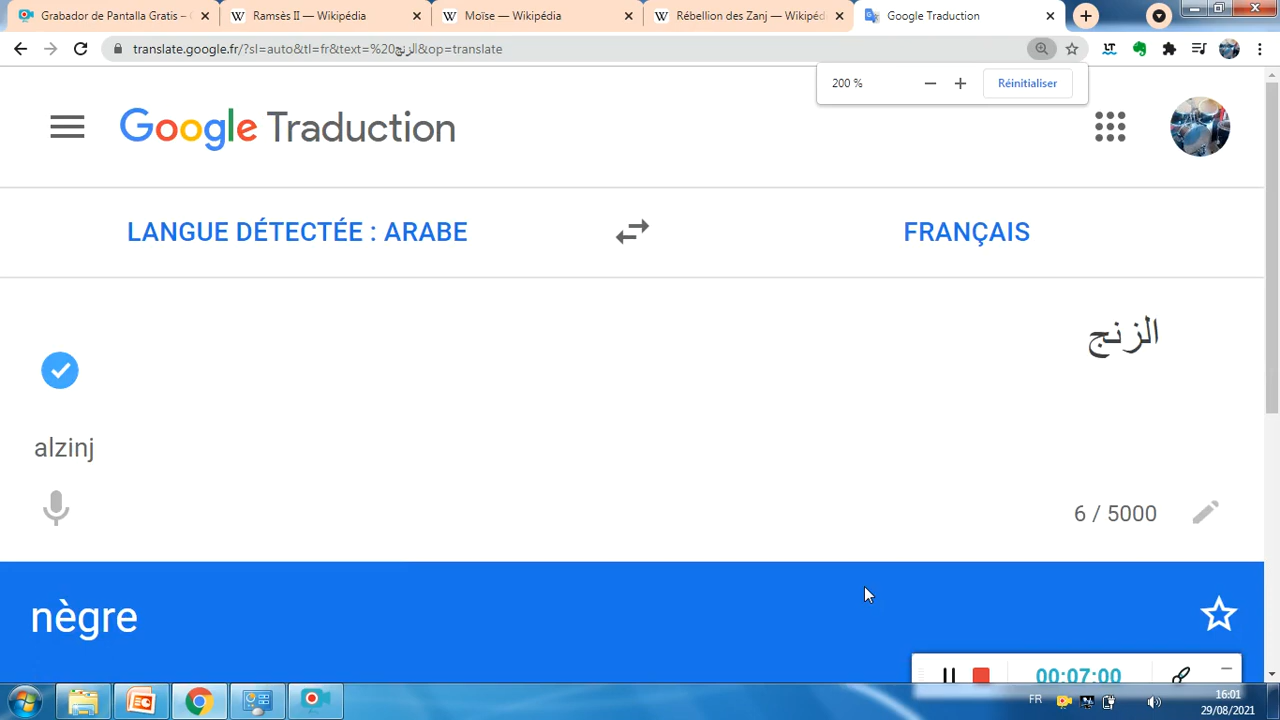 Grabador de Pantalla Gratis –
Ramsès II — Wikipédia
Moïse — Wikipédia
Rébellion des Zanj — Wikipéd
Google Traduction
translate.google.fr/?sl=auto&tl=fr&text=%20الزنج&op=translate
200 %
Réinitialiser
Google Traduction
LANGUE DÉTECTÉE : ARABE
FRANÇAIS
الزنج
alzinj
6 / 5000
nègre
00:07:00
FR
16:01
29/08/2021